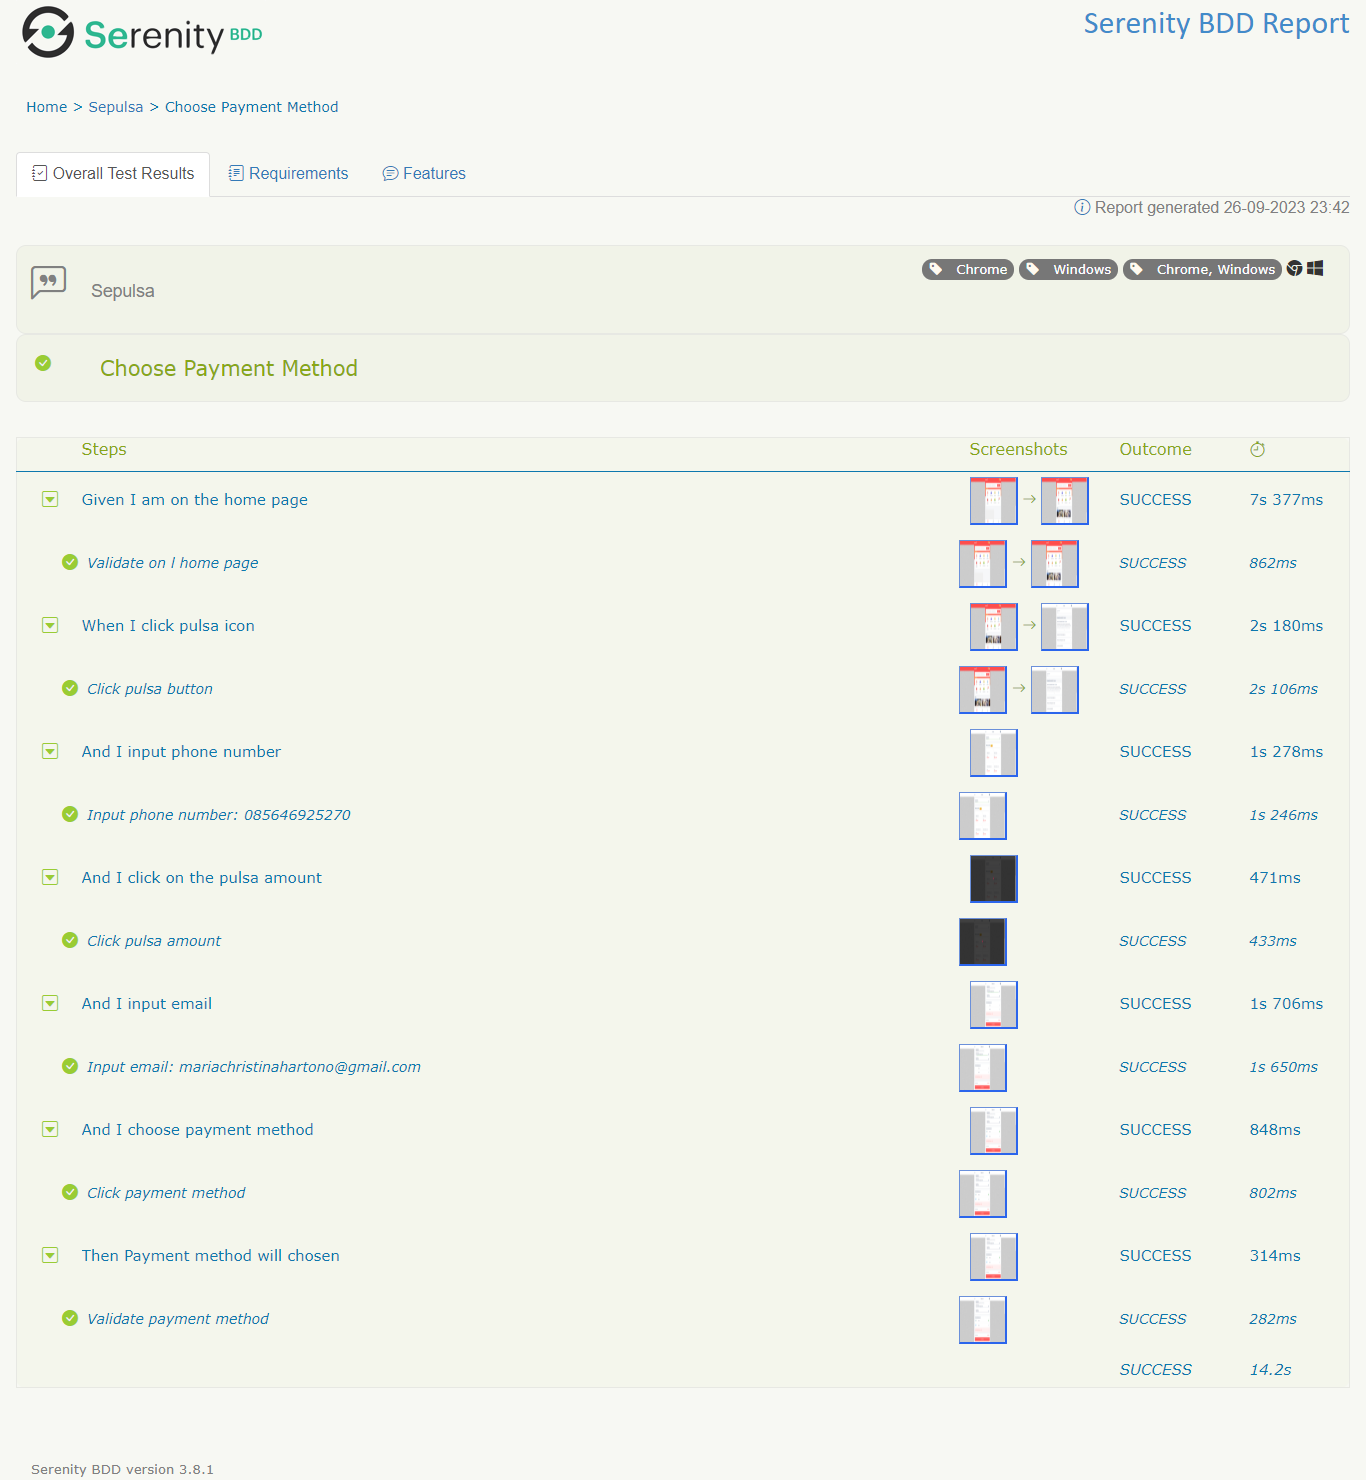 Serenity BDD
Serenity BDD Report
Home > Sepulsa > Choose Payment Method
Overall Test Results Requirements Features
Report generated 26-09-2023 23:42
Sepulsa
Chrome Windows Chrome, Windows
Choose Payment Method
Steps Screenshots Outcome
Given I am on the home page SUCCESS 7s 377ms
Validate on l home page SUCCESS 862ms
When I click pulsa icon SUCCESS 2s 180ms
Click pulsa button SUCCESS 2s 106ms
And I input phone number SUCCESS 1s 278ms
Input phone number: 085646925270 SUCCESS 1s 246ms
And I click on the pulsa amount SUCCESS 471ms
Click pulsa amount SUCCESS 433ms
And I input email SUCCESS 1s 706ms
Input email: mariachristinahartono@gmail.com SUCCESS 1s 650ms
And I choose payment method SUCCESS 848ms
Click payment method SUCCESS 802ms
Then Payment method will chosen SUCCESS 314ms
Validate payment method SUCCESS 282ms
SUCCESS 14.2s
Serenity BDD version 3.8.1